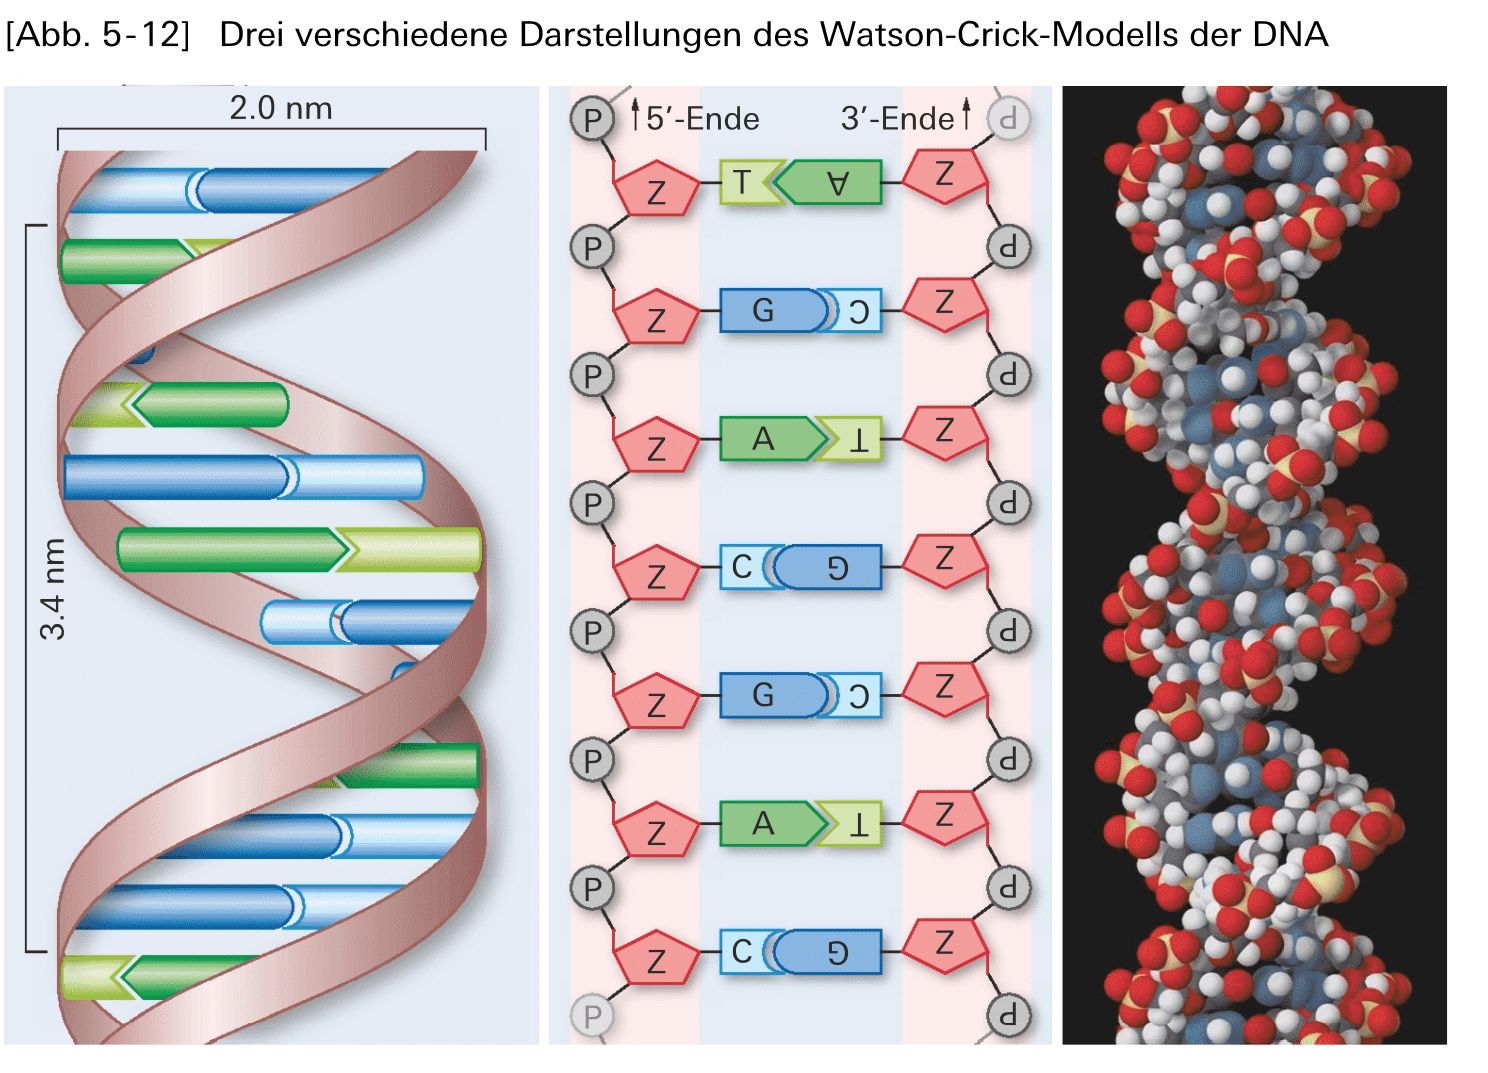 [Abb. 5-12] Drei verschiedene Darstellungen des Watson-Crick-Modells der DNA
2.0 nm
3.4 nm
P 5′-Ende 3′-Ende P
Z T A Z
P P
Z G C Z
P P
Z A T Z
P P
Z C G Z
P P
Z G C Z
P P
Z A T Z
P P
Z C G Z
P P